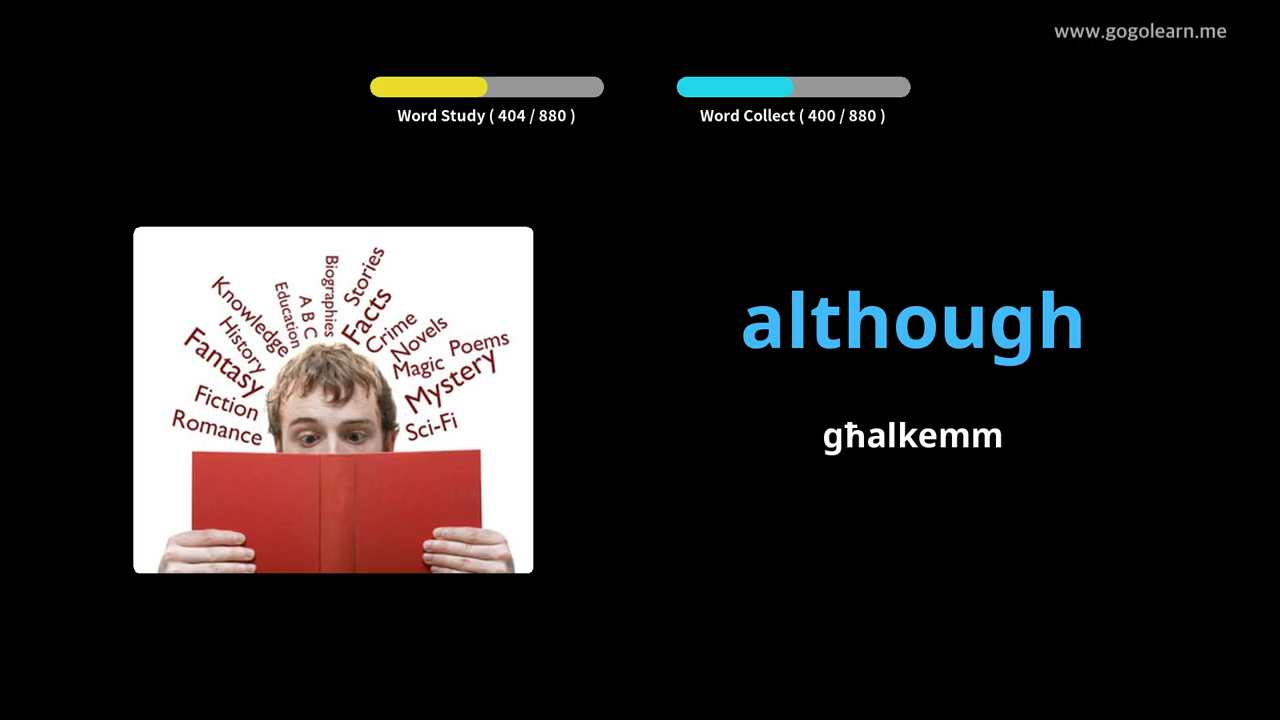 www.gogolearn.me
Word Study ( 404 / 880 )
Word Collect ( 400 / 880 )
Biographies
Stories
Education
A B C
Facts
Knowledge
Crime
History
Novels
Poems
Fantasy
Magic
Mystery
Fiction
Romance
Sci-Fi
although
għalkemm